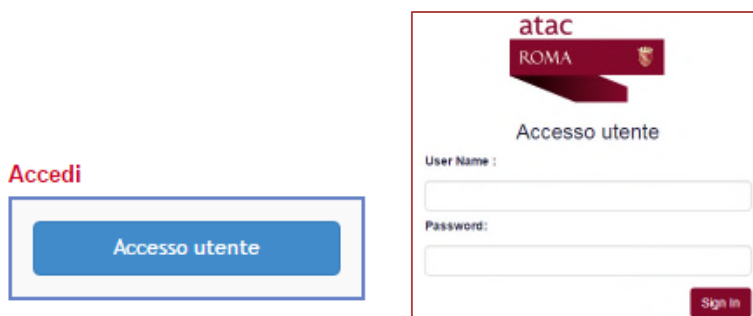 Accedi
Accesso utente
atac
ROMA
Accesso utente
User Name :
Password:
Sign In